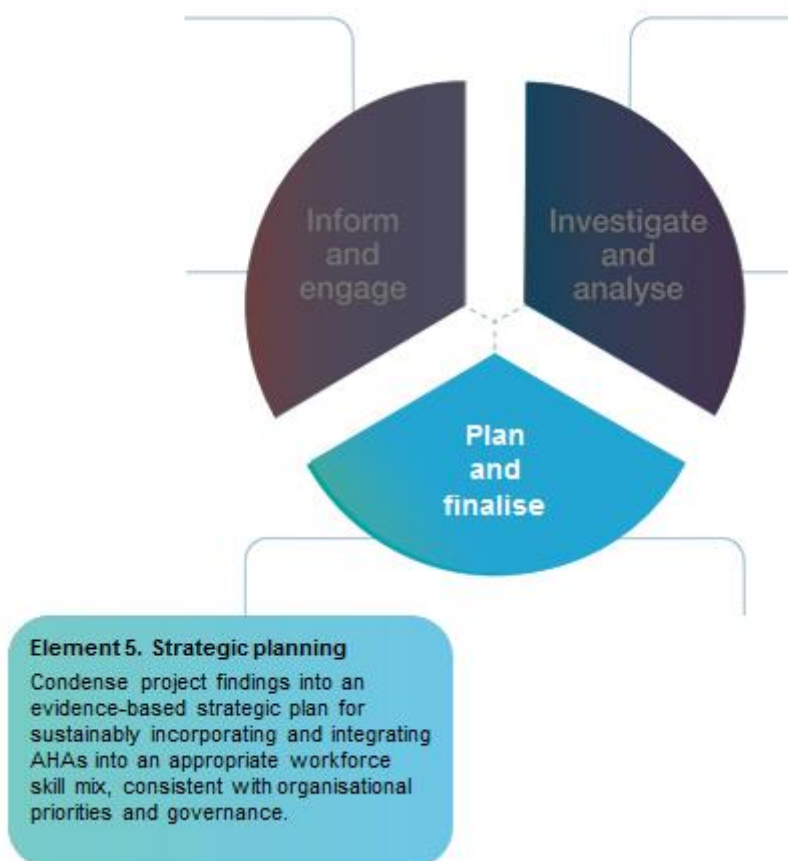 Inform
and
engage
Investigate
and
analyse
Plan
and
finalise
Element 5. Strategic planning
Condense project findings into an
evidence-based strategic plan for
sustainably incorporating and integrating
AHAs into an appropriate workforce
skill mix, consistent with organisational
priorities and governance.